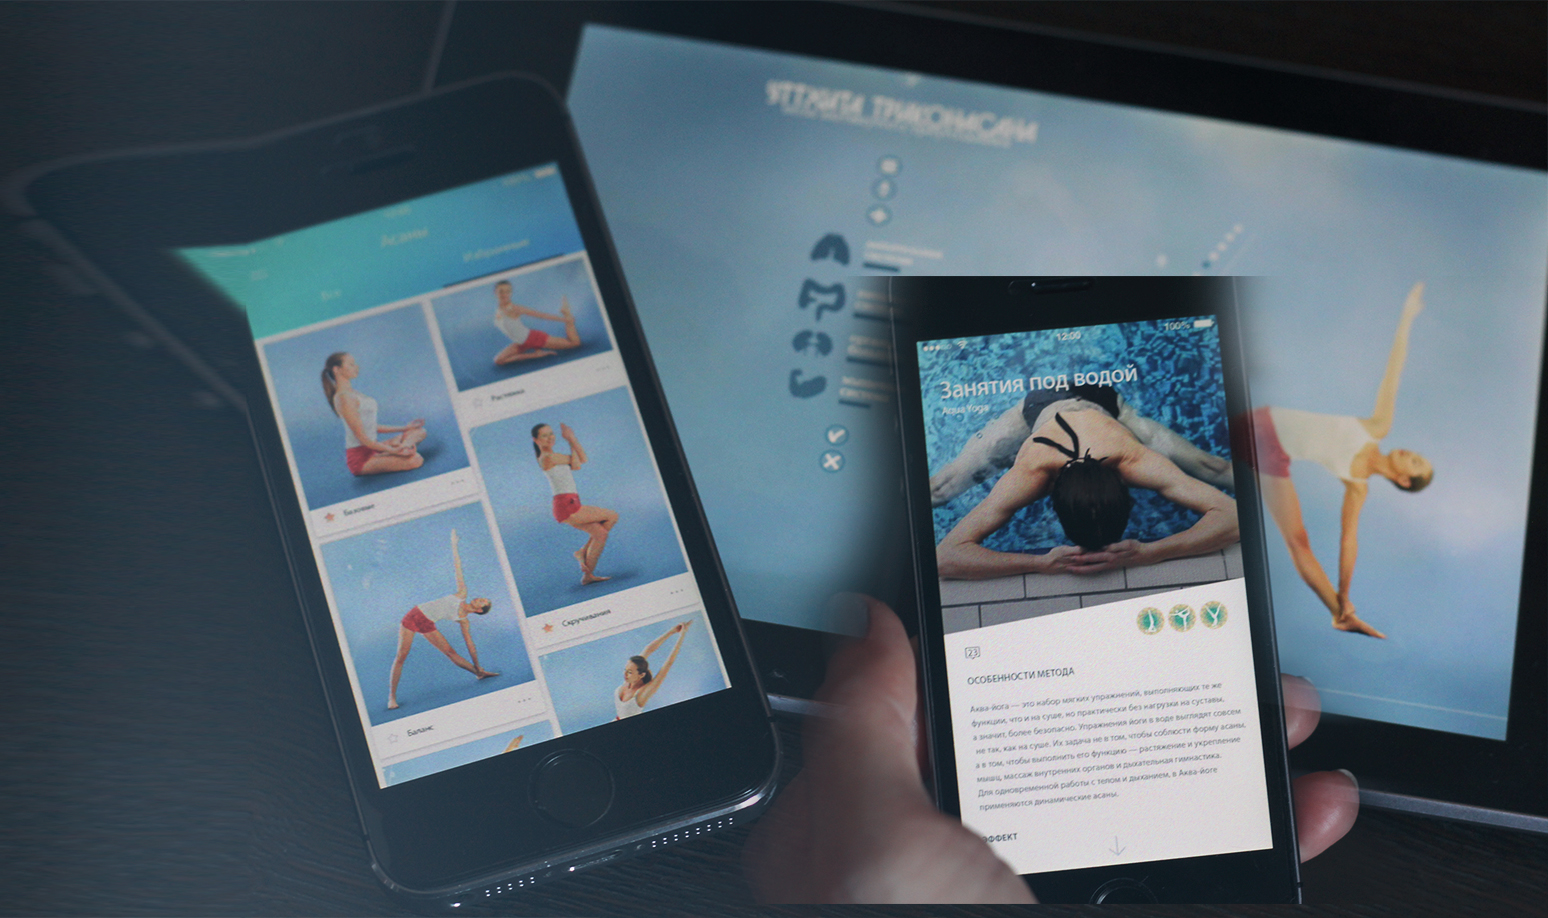 УТТХИТА ТРИКОНАСАНА
Асаны
Все
Избранные
Растяжка
Базовые
Скручивания
Баланс
12:00
100%
Занятия под водой
Aqua Yoga
23
ОСОБЕННОСТИ МЕТОДА
Аква-йога — это набор мягких упражнений, выполняющих те же
функции, что и на суше, но практически без нагрузки на суставы,
а значит, более безопасно. Упражнения йоги в воде выглядят совсем
не так, как на суше. Их задача не в том, чтобы соблюсти форму асаны,
а в том, чтобы выполнить его функцию — растяжение и укрепление
мышц, массаж внутренних органов и дыхательная гимнастика.
Для одновременной работы с телом и дыханием, в Аква-йоге
применяются динамические асаны.
ЭФФЕКТ